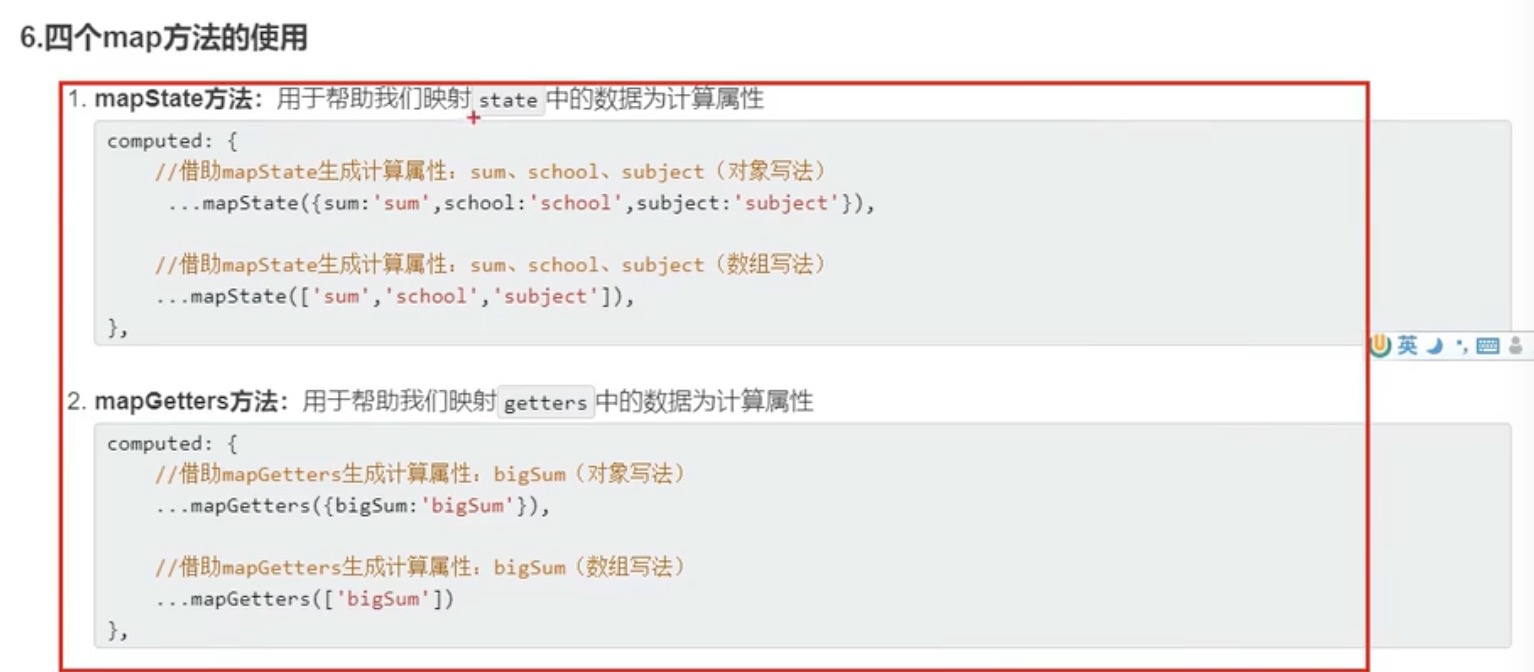 6.四个map方法的使用
1. mapState方法：用于帮助我们映射 state 中的数据为计算属性
computed: {
//借助mapState生成计算属性：sum、school、subject（对象写法）
...mapState({sum:'sum',school:'school',subject:'subject'}),
//借助mapState生成计算属性：sum、school、subject（数组写法）
...mapState(['sum','school','subject']),
},
英
2. mapGetters方法：用于帮助我们映射 getters 中的数据为计算属性
computed: {
//借助mapGetters生成计算属性：bigSum（对象写法）
...mapGetters({bigSum:'bigSum'}),
//借助mapGetters生成计算属性：bigSum（数组写法）
...mapGetters(['bigSum'])
},